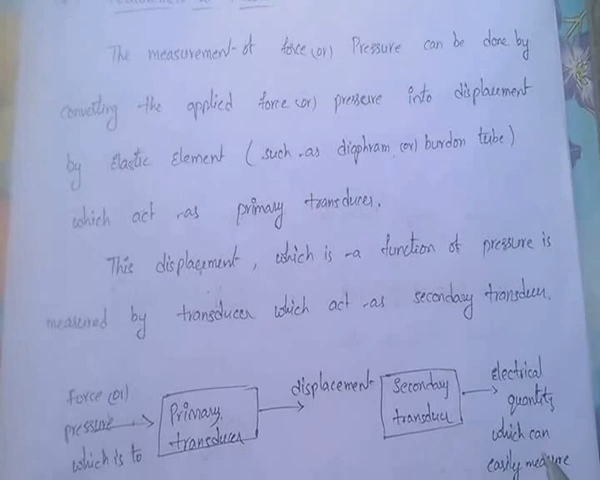 The measurement of force (or) Pressure can be done by
converting the applied force (or) pressure into displacement
by Elastic Element (such as diaphram (or) burdon tube)
which act as primary transducer.
This displacement, which is a function of pressure is
measured by transducer which act as secondary transducer.
Force (or)
pressure
which is to
Primary
transducer
displacement
Secondary
transducer
electrical
quantity
which can
easily measure